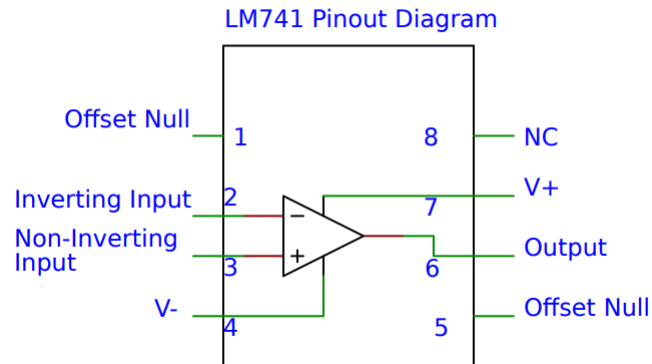 LM741 Pinout Diagram
Offset Null
1
8
NC
Inverting Input
2
7
V+
Non-Inverting
Input
3
6
Output
V-
4
5
Offset Null
−
+